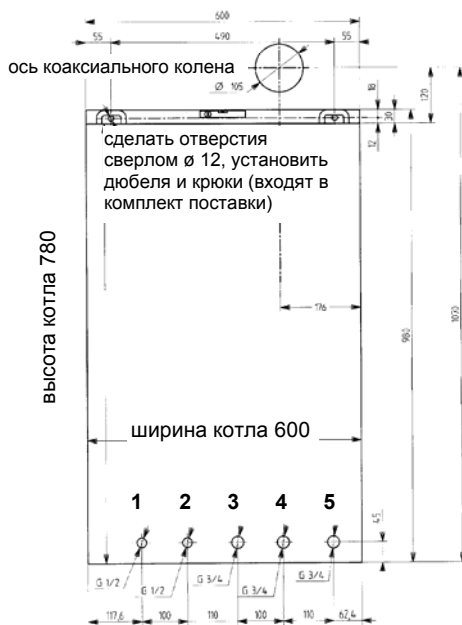 600
55 490 55
ось коаксиального колена
Ø 105
18
30
120
12
сделать отверстия
сверлом ø 12, установить
дюбеля и крюки (входят в
комплект поставки)
высота котла 780
176
980
1070
ширина котла 600
1 2 3 4 5
45
G 1/2
G 1/2
G 3/4
G 3/4
G 3/4
117,6 100 110 100 110 62,4